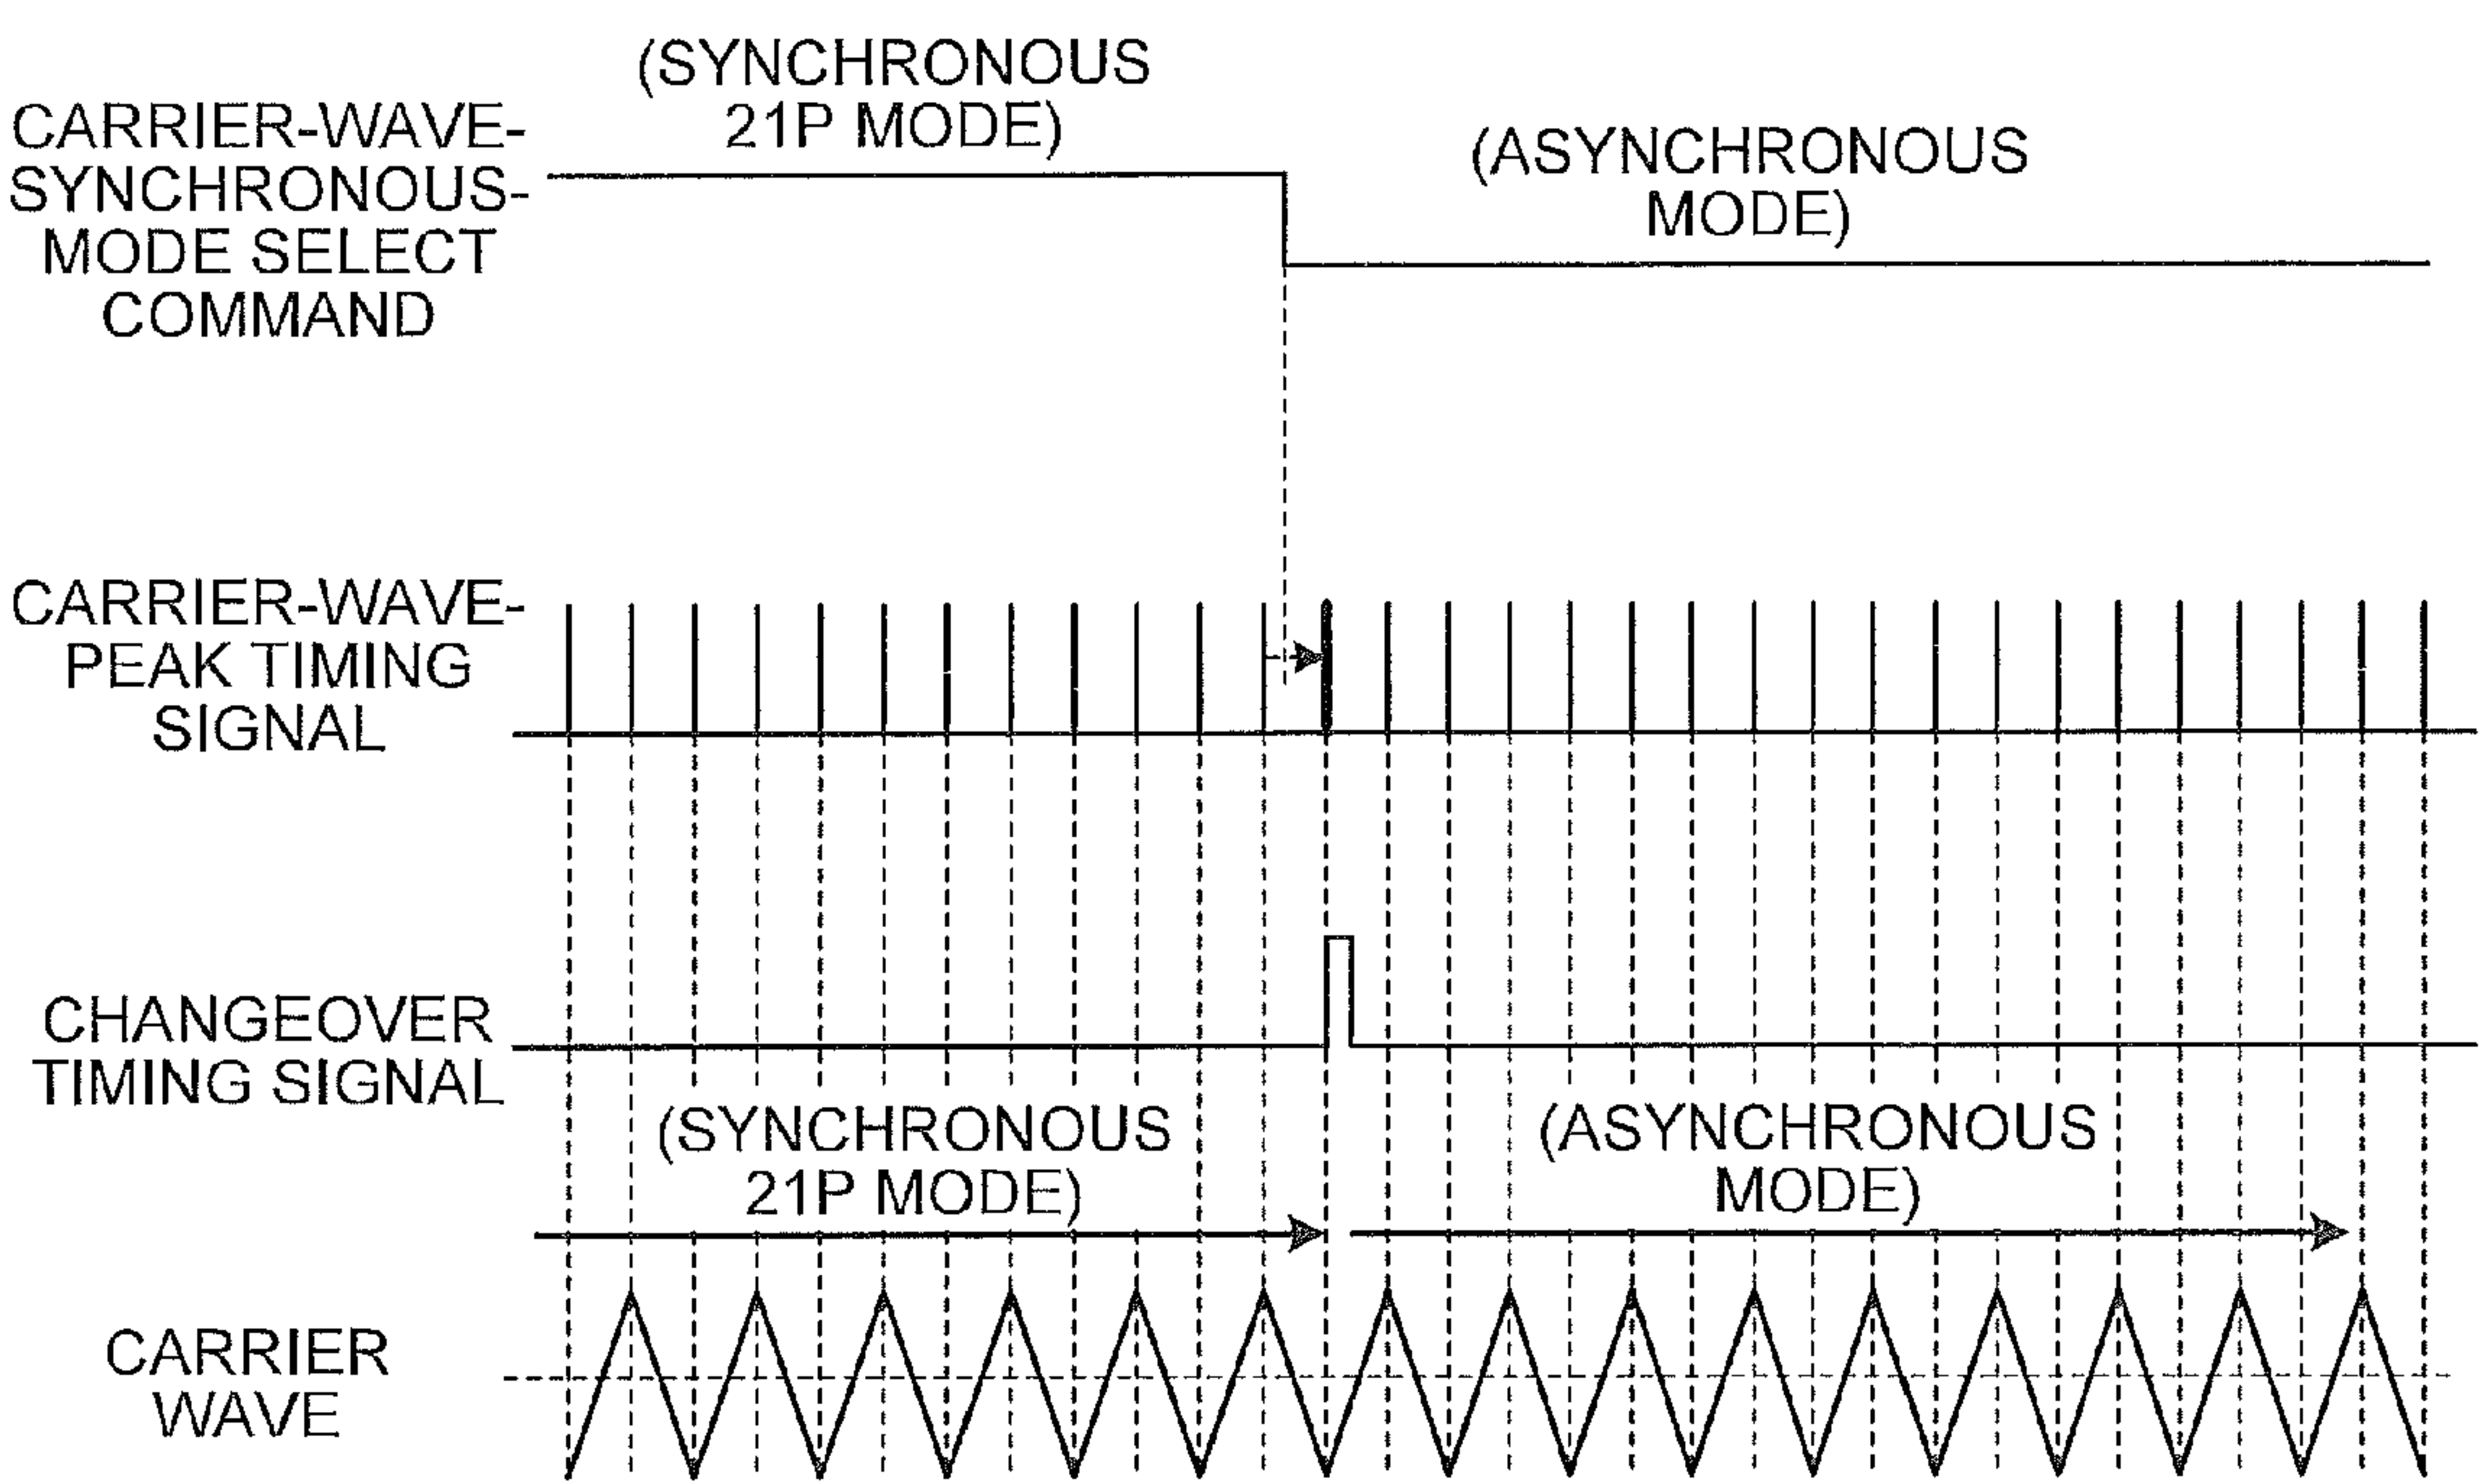 (SYNCHRONOUS
21P MODE)
CARRIER-WAVE-
SYNCHRONOUS-
MODE SELECT
COMMAND
(ASYNCHRONOUS
MODE)
CARRIER-WAVE-
PEAK TIMING
SIGNAL
CHANGEOVER
TIMING SIGNAL
(SYNCHRONOUS
21P MODE)
(ASYNCHRONOUS
MODE)
CARRIER
WAVE